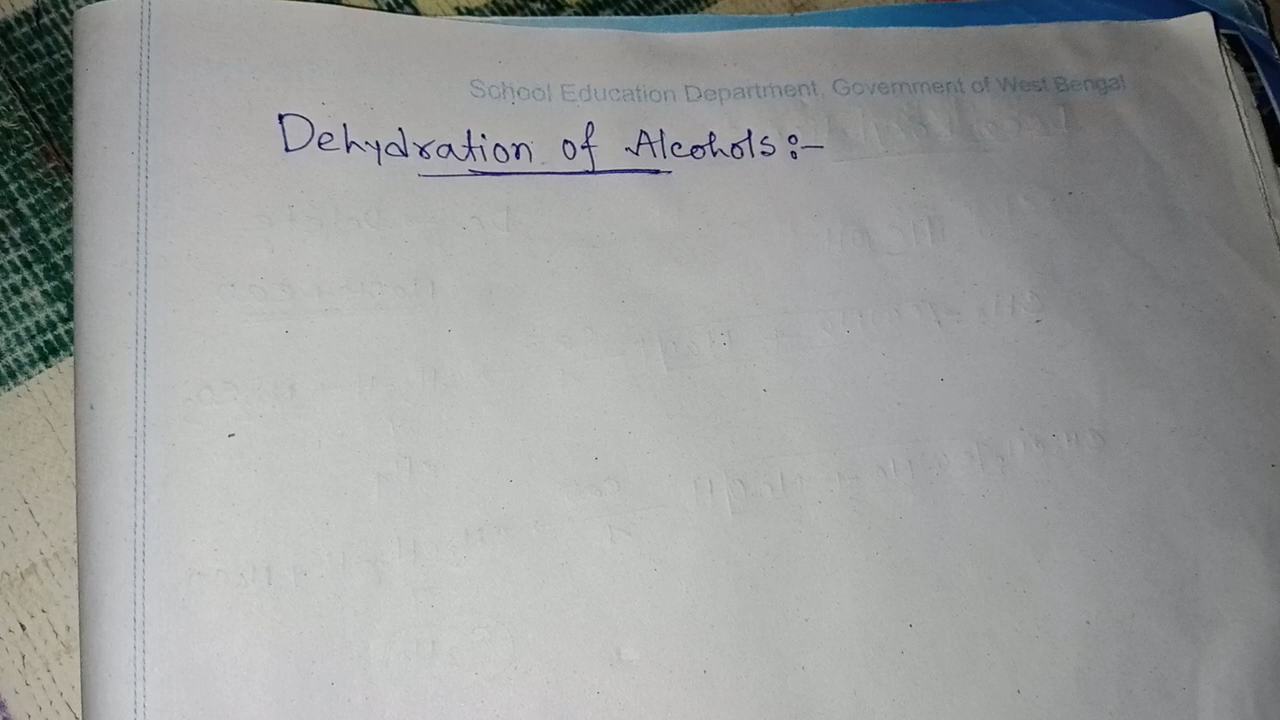 School Education Department, Government of West Bengal
Dehydration of Alcohols :-